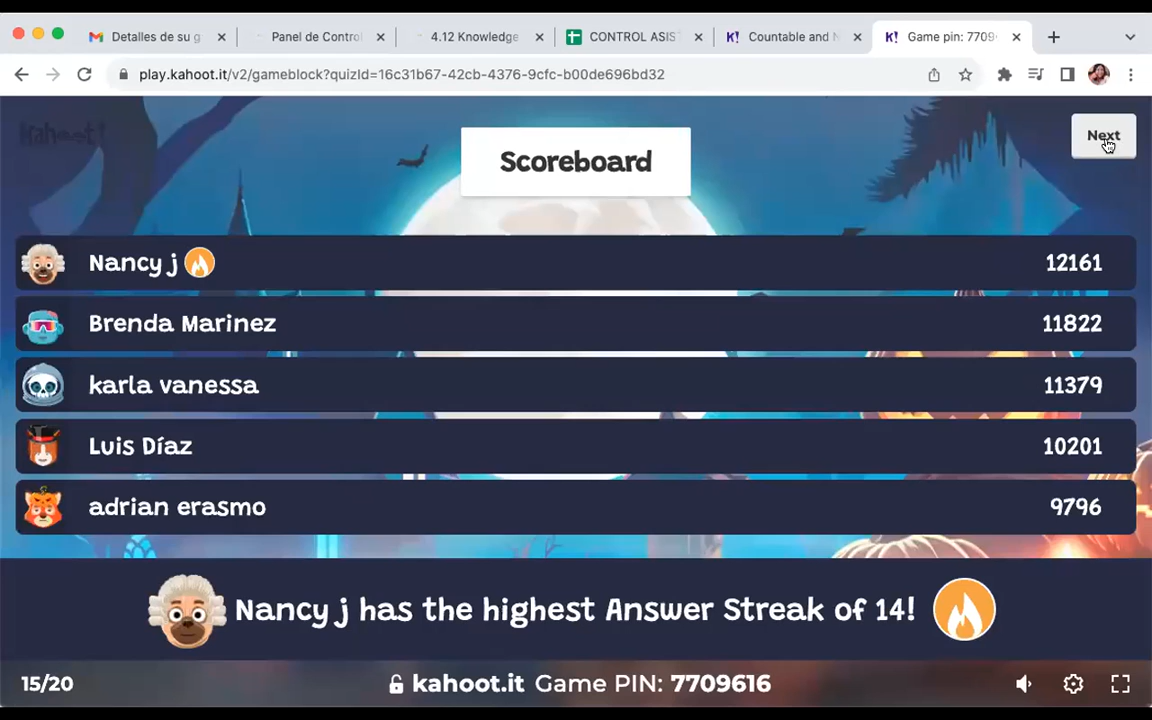 Detalles de su g
Panel de Contro
4.12 Knowledge
CONTROL ASIS
Countable and N
Game pin: 7709
play.kahoot.it/v2/gameblock?quizId=16c31b67-42cb-4376-9cfc-b00de696bd32
Kahoot!
Next
Scoreboard
Nancy j 12161
Brenda Marinez 11822
karla vanessa 11379
Luis Díaz 10201
adrian erasmo 9796
Nancy j has the highest Answer Streak of 14!
15/20
kahoot.it Game PIN: 7709616